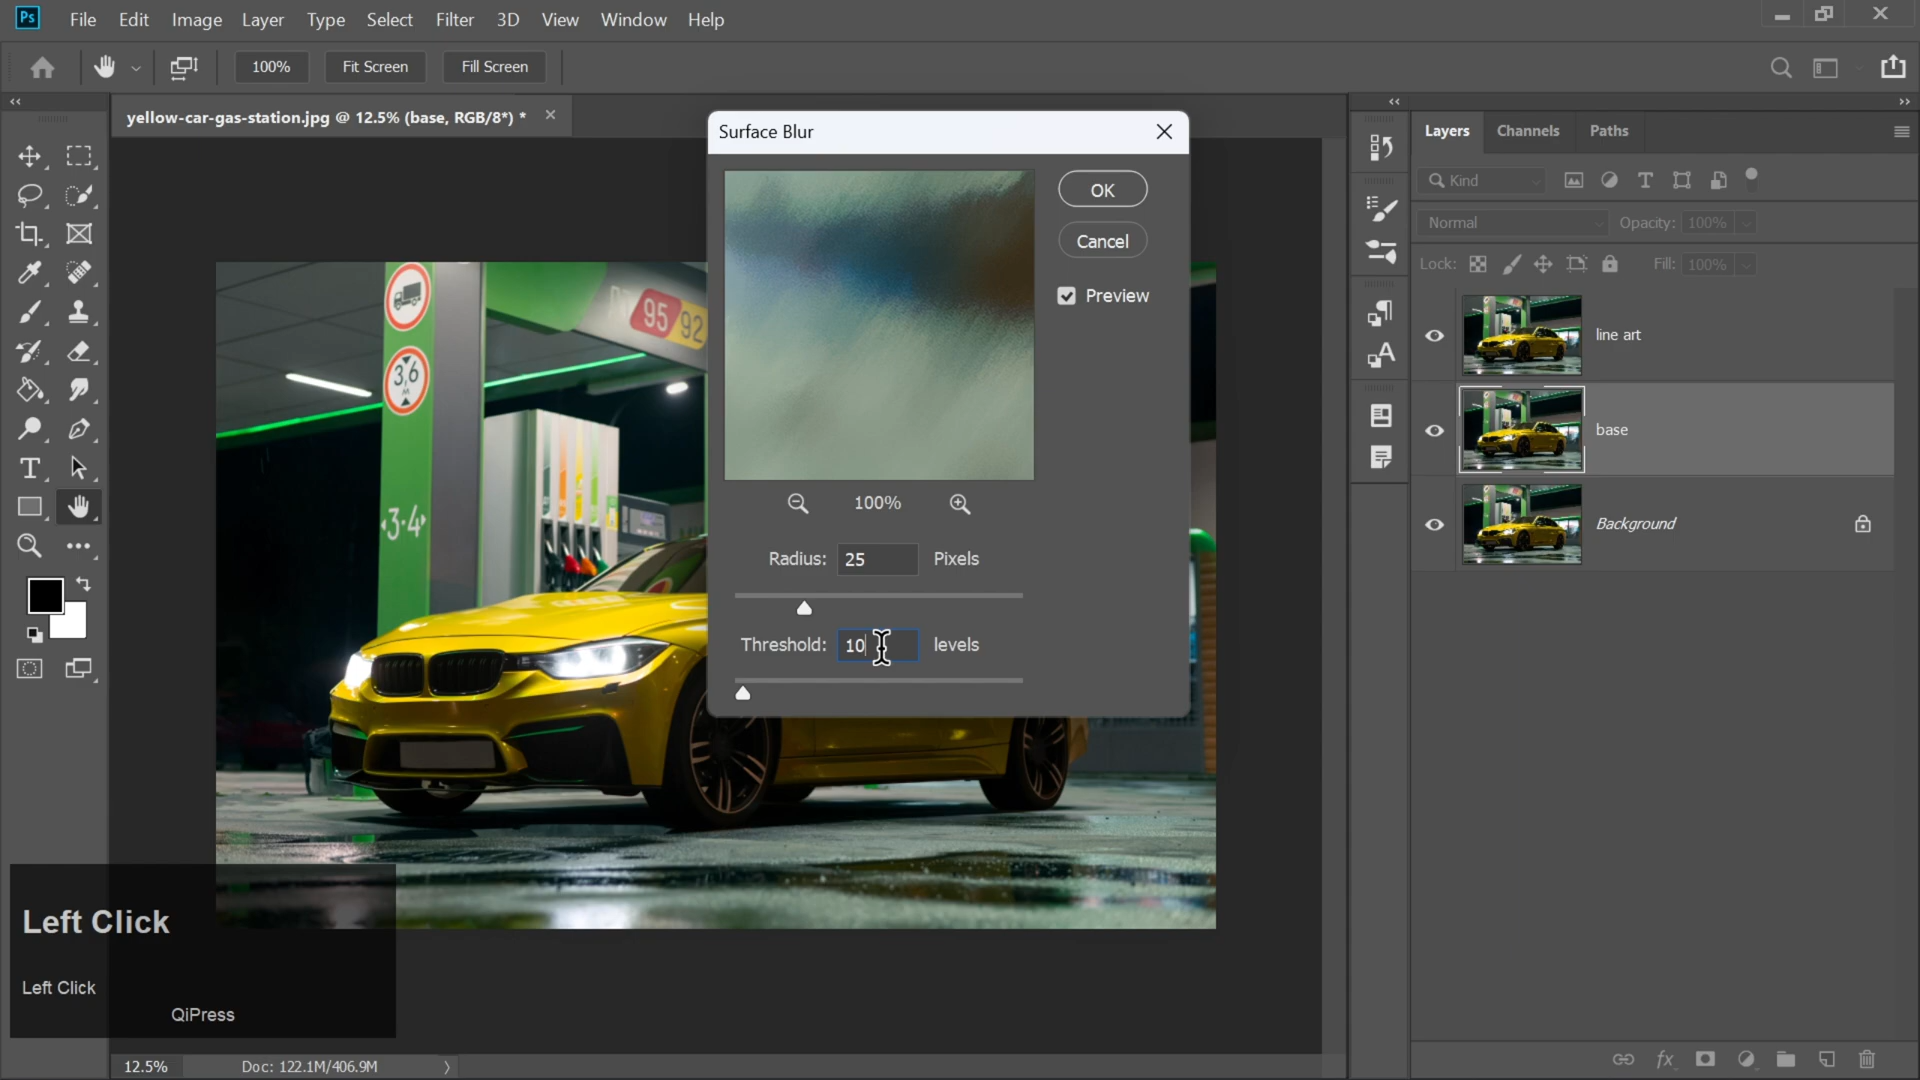 Ps File Edit Image Layer Type Select Filter 3D View Window Help
100% Fit Screen Fill Screen
yellow-car-gas-station.jpg @ 12.5% (base, RGB/8*) *
Surface Blur
OK
Cancel
Preview
100%
Radius: 25 Pixels
Threshold: 10 levels
95 92
3,6
M
3·4
Layers Channels Paths
Kind
Normal Opacity: 100%
Lock: Fill: 100%
line art
base
Background
Left Click
Left Click
QiPress
12.5% Doc: 122.1M/406.9M